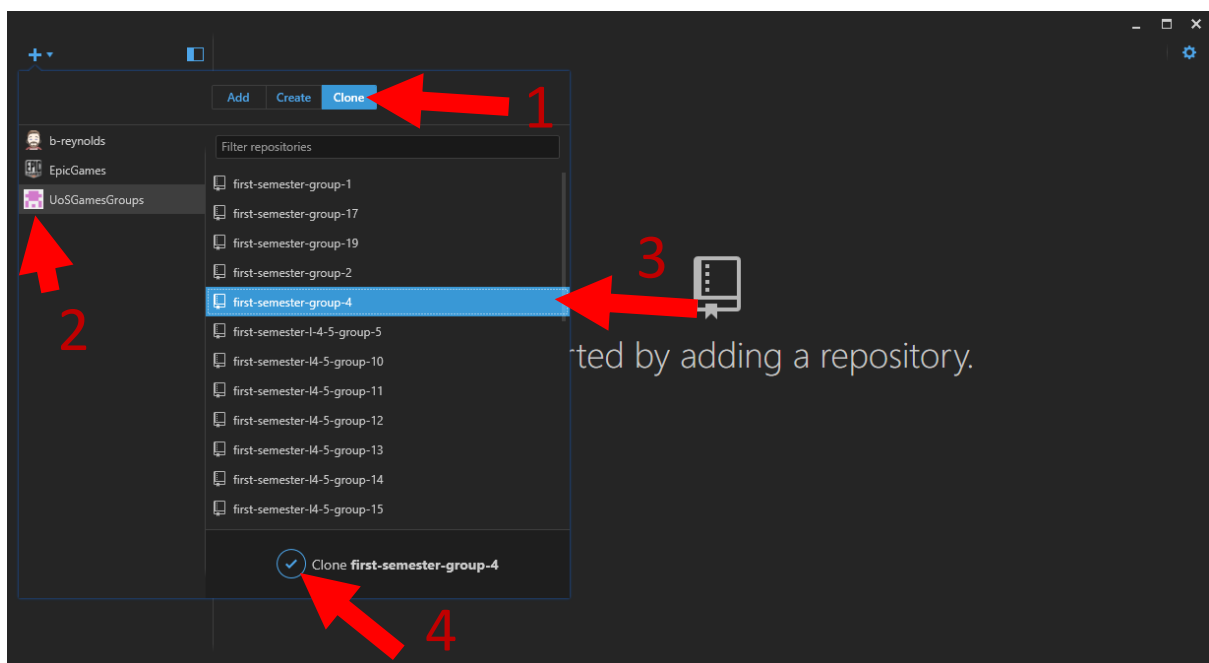 Add Create Clone
1
b-reynolds
EpicGames
UoSGamesGroups
2
Filter repositories
first-semester-group-1
first-semester-group-17
first-semester-group-19
first-semester-group-2
first-semester-group-4
first-semester-l-4-5-group-5
first-semester-l4-5-group-10
first-semester-l4-5-group-11
first-semester-l4-5-group-12
first-semester-l4-5-group-13
first-semester-l4-5-group-14
first-semester-l4-5-group-15
3
rted by adding a repository.
Clone first-semester-group-4
4